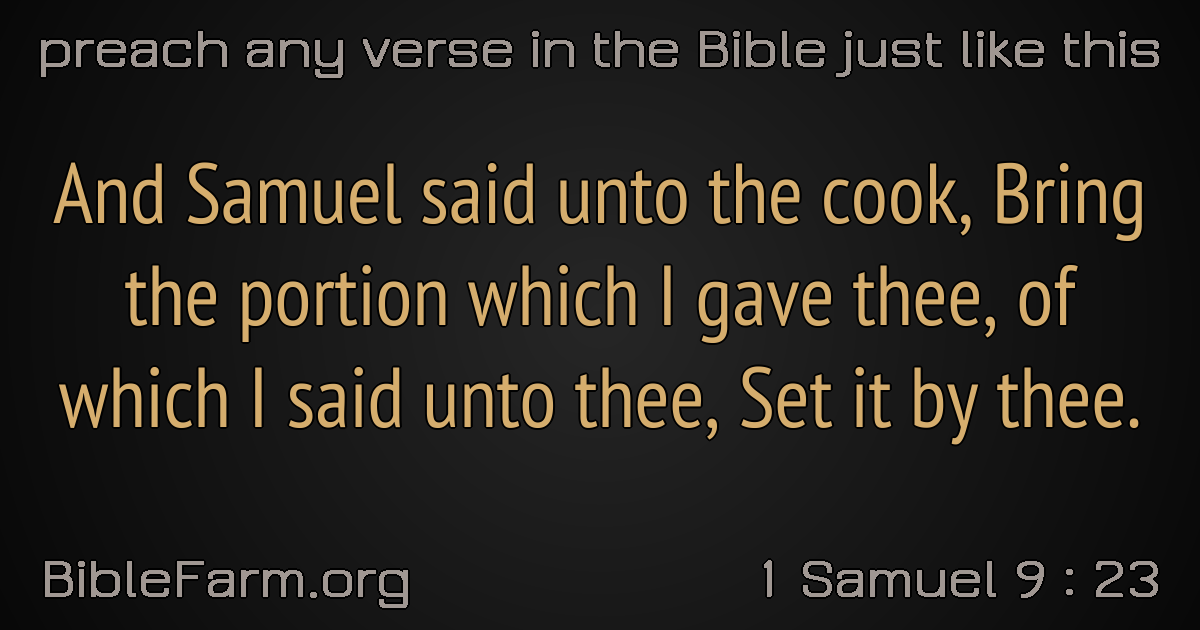 preach any verse in the Bible just like this
And Samuel said unto the cook, Bring
the portion which I gave thee, of
which I said unto thee, Set it by thee.
BibleFarm.org
1 Samuel 9 : 23